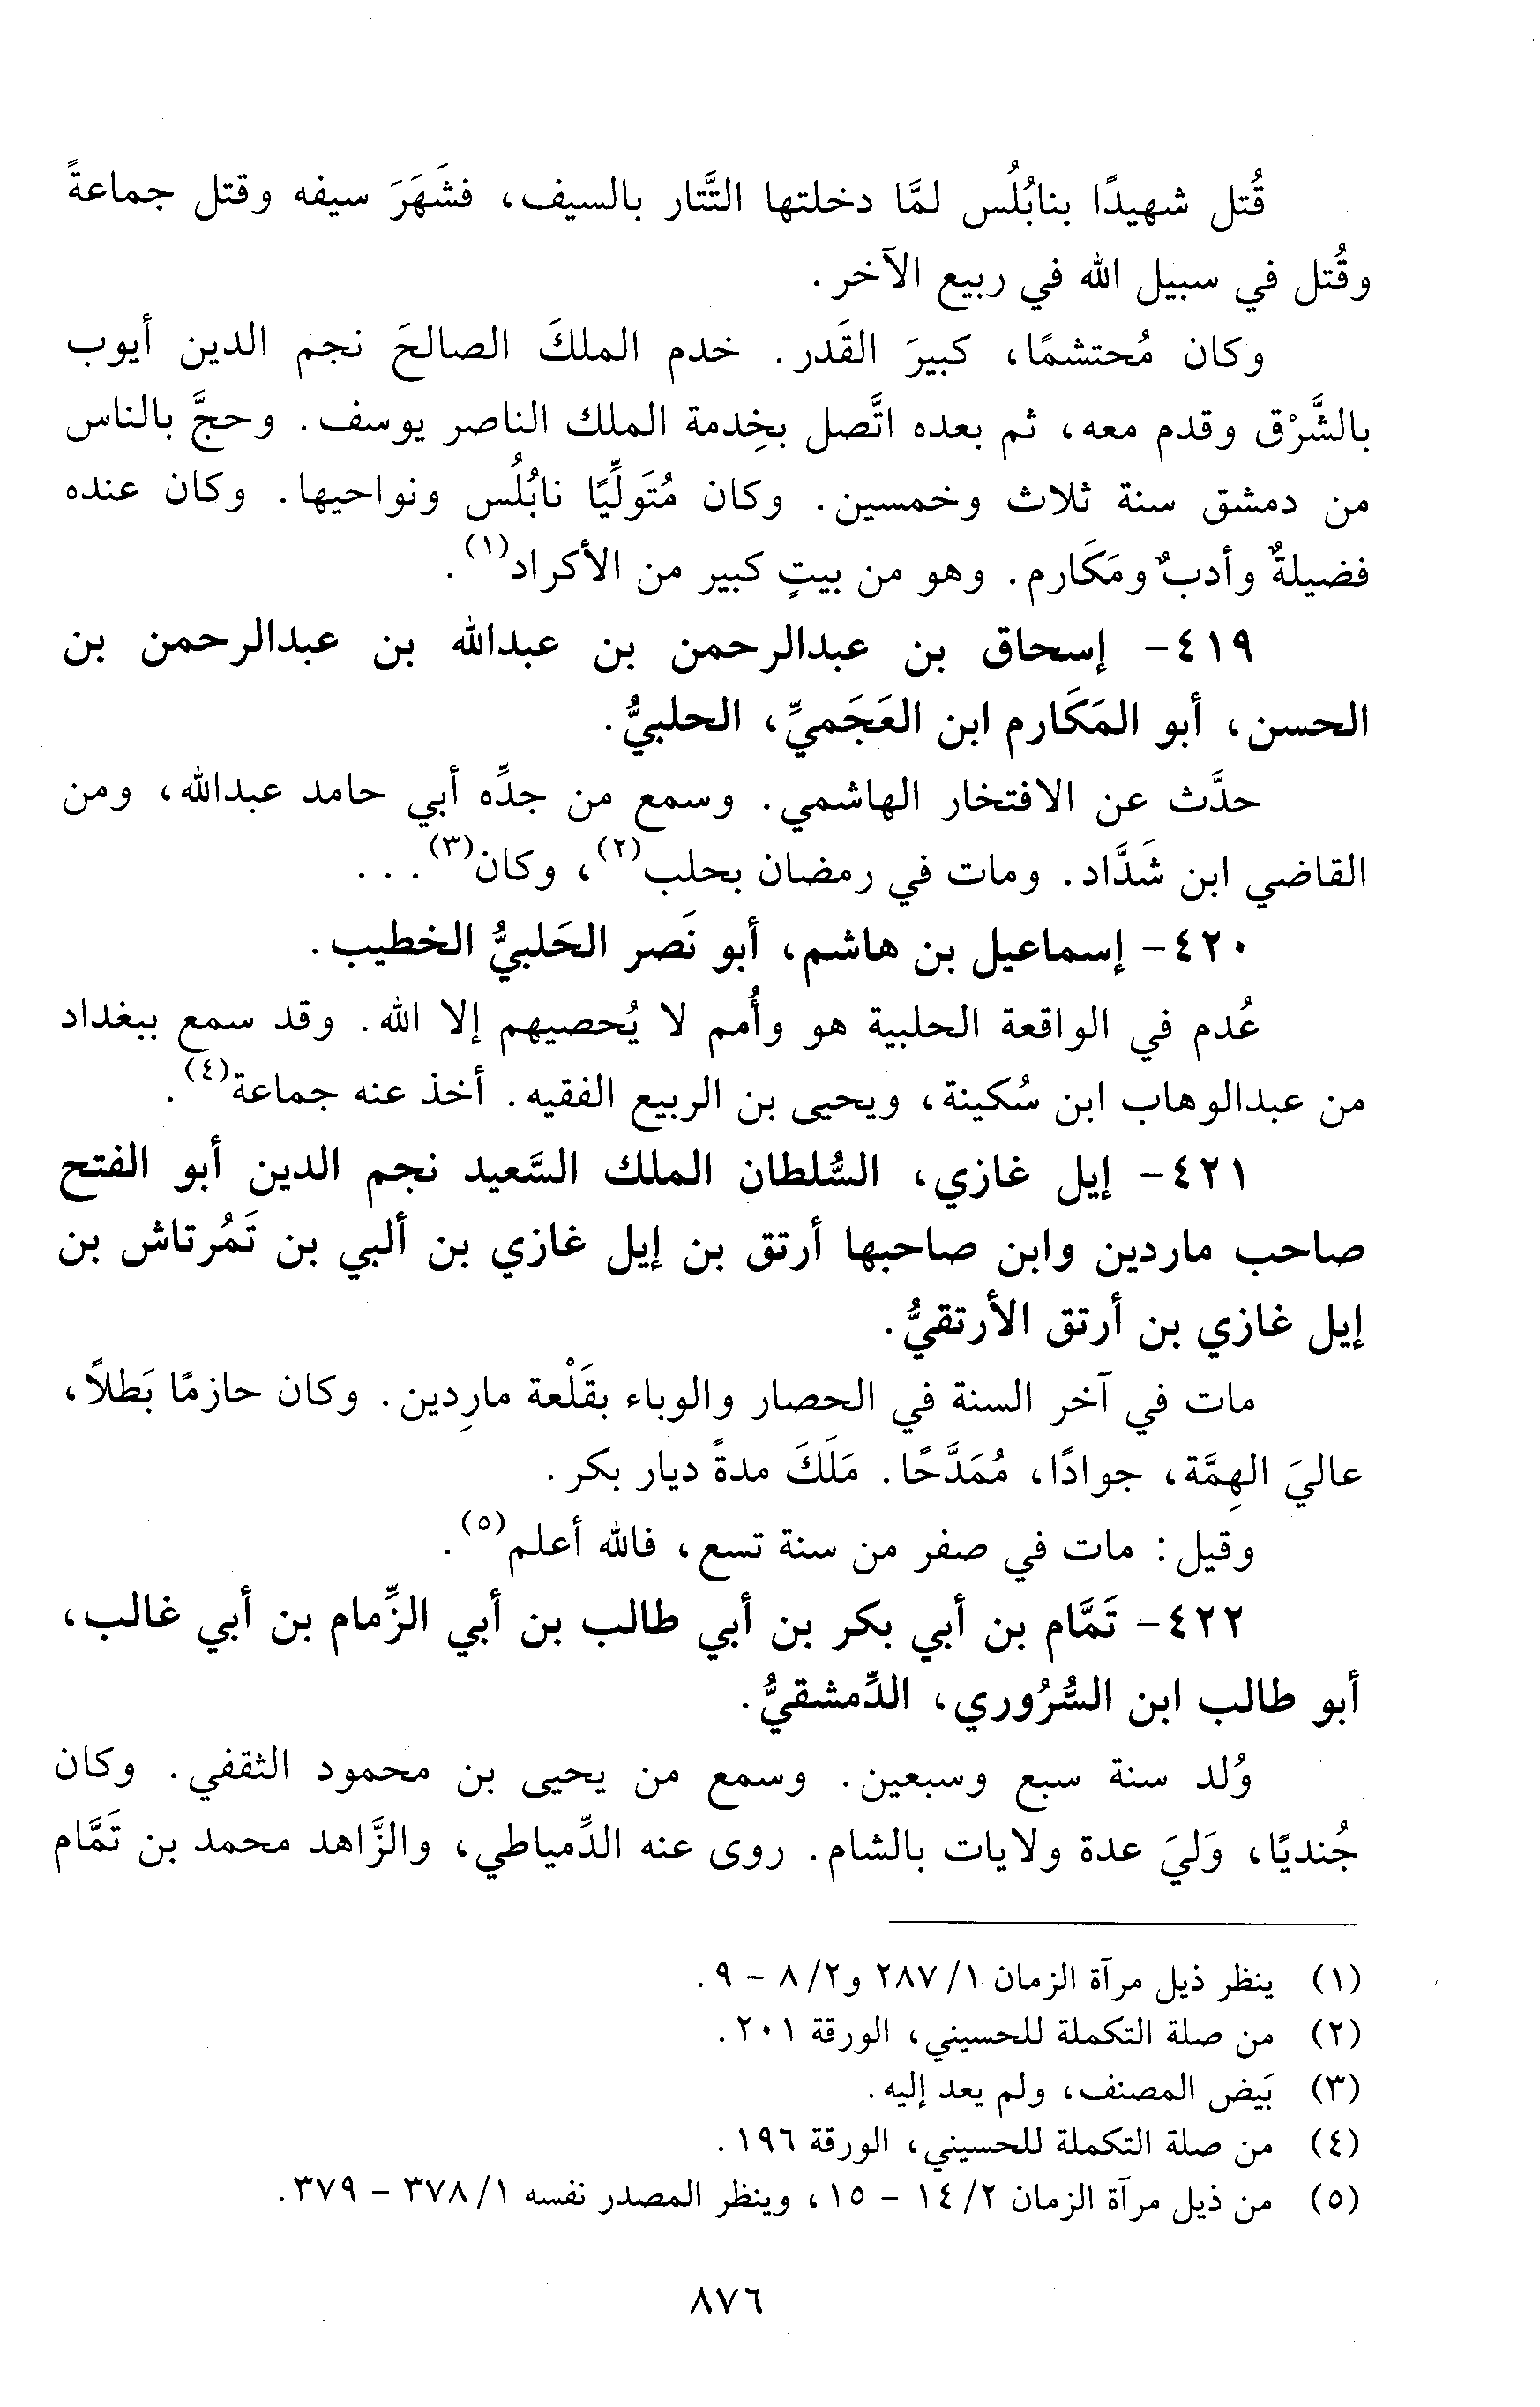 قُتل شهيدًا بنابُلُس لمَّا دخلتها التَّتار بالسيف، فشَهَرَ سيفه وقتل جماعةً
وقُتل في سبيل الله في ربيع الآخر.
وكان مُحتشمًا، كبيرَ القَدر. خدم الملكَ الصالحَ نجم الدين أيوب
بالشَّرْق وقدم معه، ثم بعده اتَّصل بخِدمة الملك الناصر يوسف. وحجَّ بالناس
من دمشق سنة ثلاث وخمسين. وكان مُتَولِّيًا نابُلُس ونواحيها. وكان عنده
فضيلةٌ وأدبٌ ومَكَارم. وهو من بيتٍ كبير من الأكراد(١).
٤١٩- إسحاق بن عبدالرحمن بن عبدالله بن عبدالرحمن بن
الحسن، أبو المَكَارم ابن العَجَميِّ، الحلبيُّ.
حدَّث عن الافتخار الهاشمي. وسمع من جدِّه أبي حامد عبدالله، ومن
القاضي ابن شَدَّاد. ومات في رمضان بحلب(٢)، وكان(٣)...
٤٢٠- إسماعيل بن هاشم، أبو نَصر الحَلبيُّ الخطيب.
عُدم في الواقعة الحلبية هو وأُمم لا يُحصيهم إلا الله. وقد سمع ببغداد
من عبدالوهاب ابن سُكينة، ويحيى بن الربيع الفقيه. أخذ عنه جماعة(٤).
٤٢١- إيل غازي، السُّلطان الملك السَّعيد نجم الدين أبو الفتح
صاحب ماردين وابن صاحبها أرتق بن إيل غازي بن ألبي بن تَمُرتاش بن
إيل غازي بن أرتق الأرتقيُّ.
مات في آخر السنة في الحصار والوباء بقَلْعة مارِدين. وكان حازمًا بَطلاً،
عاليَ الهِمَّة، جوادًا، مُمَدَّحًا. مَلَكَ مدةً ديار بكر.
وقيل: مات في صفر من سنة تسع، فالله أعلم(٥).
٤٢٢- تَمَّام بن أبي بكر بن أبي طالب بن أبي الزِّمام بن أبي غالب،
أبو طالب ابن السُّرُوري، الدِّمشقيُّ.
وُلد سنة سبع وسبعين. وسمع من يحيى بن محمود الثقفي. وكان
جُنديًا، وَليَ عدة ولايات بالشام. روى عنه الدِّمياطي، والزَّاهد محمد بن تَمَّام
(١) ينظر ذيل مرآة الزمان ١/ ٢٨٧ و٢/ ٨ - ٩.
(٢) من صلة التكملة للحسيني، الورقة ٢٠١.
(٣) بَيض المصنف، ولم يعد إليه.
(٤) من صلة التكملة للحسيني، الورقة ١٩٦.
(٥) من ذيل مرآة الزمان ٢/ ١٤ - ١٥، وينظر المصدر نفسه ١/ ٣٧٨ - ٣٧٩.
٨٧٦